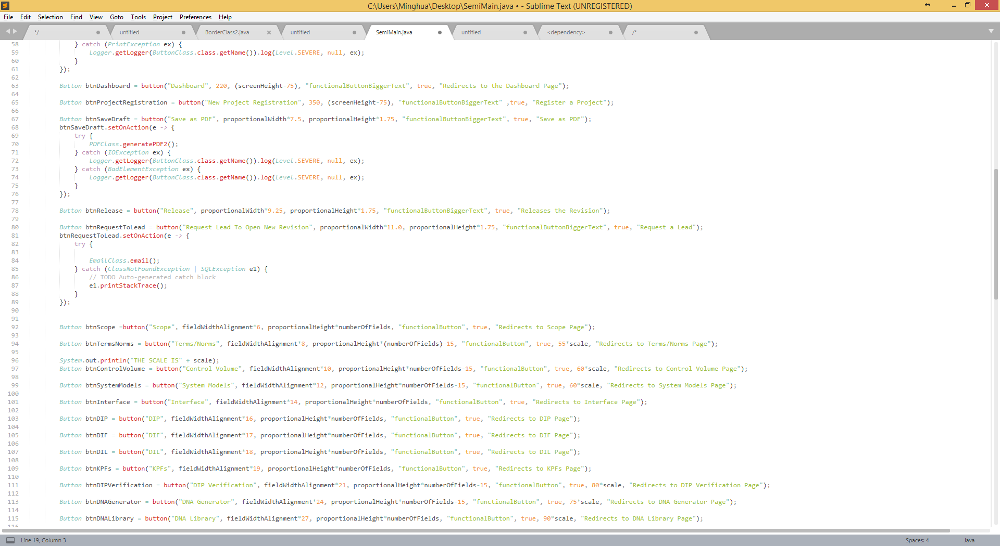 C:\Users\Minghua\Desktop\SemiMain.java • - Sublime Text (UNREGISTERED)
File Edit Selection Find View Goto Tools Project Preferences Help
*/ untitled BorderClass2.java untitled SemiMain.java untitled <dependency> /*
58 } catch (PrintException ex) {
59 Logger.getLogger(ButtonClass.class.getName()).log(Level.SEVERE, null, ex);
60 }
61 });
62
63 Button btnDashboard = button("Dashboard", 220, (screenHeight-75), "functionalButtonBiggerText", true, "Redirects to the Dashboard Page");
64
65 Button btnProjectRegistration = button("New Project Registration", 350, (screenHeight-75), "functionalButtonBiggerText" ,true, "Register a Project");
66
67 Button btnSaveDraft = button("Save as PDF", proportionalWidth*7.5, proportionalHeight*1.75, "functionalButtonBiggerText", true, "Save as PDF");
68 btnSaveDraft.setOnAction(e -> {
69 try {
70 PDFClass.generatePDF2();
71 } catch (IOException ex) {
72 Logger.getLogger(ButtonClass.class.getName()).log(Level.SEVERE, null, ex);
73 } catch (BadElementException ex) {
74 Logger.getLogger(ButtonClass.class.getName()).log(Level.SEVERE, null, ex);
75 }
76 });
77
78 Button btnRelease = button("Release", proportionalWidth*9.25, proportionalHeight*1.75, "functionalButtonBiggerText", true, "Releases the Revision");
79
80 Button btnRequestToLead = button("Request Lead To Open New Revision", proportionalWidth*11.0, proportionalHeight*1.75, "functionalButtonBiggerText", true, "Request a Lead");
81 btnRequestToLead.setOnAction(e -> {
82 try {
83
84 EmailClass.email();
85 } catch (ClassNotFoundException | SQLException e1) {
86 // TODO Auto-generated catch block
87 e1.printStackTrace();
88 }
89 });
90
91
92 Button btnScope =button("Scope", fieldWidthAlignment*6, proportionalHeight*numberOfFields, "functionalButton", true, "Redirects to Scope Page");
93
94 Button btnTermsNorms = button("Terms/Norms", fieldWidthAlignment*8, proportionalHeight*(numberOfFields)-15, "functionalButton", true, 55*scale, "Redirects to Terms/Norms Page");
95
96 System.out.println("THE SCALE IS" + scale);
97 Button btnControlVolume = button("Control Volume", fieldWidthAlignment*10, proportionalHeight*numberOfFields-15, "functionalButton", true, 60*scale, "Redirects to Control Volume Page");
98
99 Button btnSystemModels = button("System Models", fieldWidthAlignment*12, proportionalHeight*numberOfFields-15, "functionalButton", true, 60*scale, "Redirects to System Models Page");
100
101 Button btnInterface = button("Interface", fieldWidthAlignment*14, proportionalHeight*numberOfFields, "functionalButton", true, "Redirects to Interface Page");
102
103 Button btnDIP = button("DIP", fieldWidthAlignment*16, proportionalHeight*numberOfFields, "functionalButton", true, "Redirects to DIP Page");
104
105 Button btnDIF = button("DIF", fieldWidthAlignment*17, proportionalHeight*numberOfFields, "functionalButton", true, "Redirects to DIF Page");
106
107 Button btnDIL = button("DIL", fieldWidthAlignment*18, proportionalHeight*numberOfFields, "functionalButton", true, "Redirects to DIL Page");
108
109 Button btnKPFs = button("KPFs", fieldWidthAlignment*19, proportionalHeight*numberOfFields, "functionalButton", true, "Redirects to KPFs Page");
110
111 Button btnDIPVerification = button("DIP Verification", fieldWidthAlignment*21, proportionalHeight*numberOfFields-15, "functionalButton", true, 80*scale, "Redirects to DIP Verification Page");
112
113 Button btnDNAGenerator = button("DNA Generator", fieldWidthAlignment*24, proportionalHeight*numberOfFields-15, "functionalButton", true, 75*scale, "Redirects to DNA Generator Page");
114
115 Button btnDNALibrary = button("DNA Library", fieldWidthAlignment*27, proportionalHeight*numberOfFields, "functionalButton", true, 90*scale, "Redirects to DNA Library Page");
116
Line 19, Column 3 Spaces: 4 Java